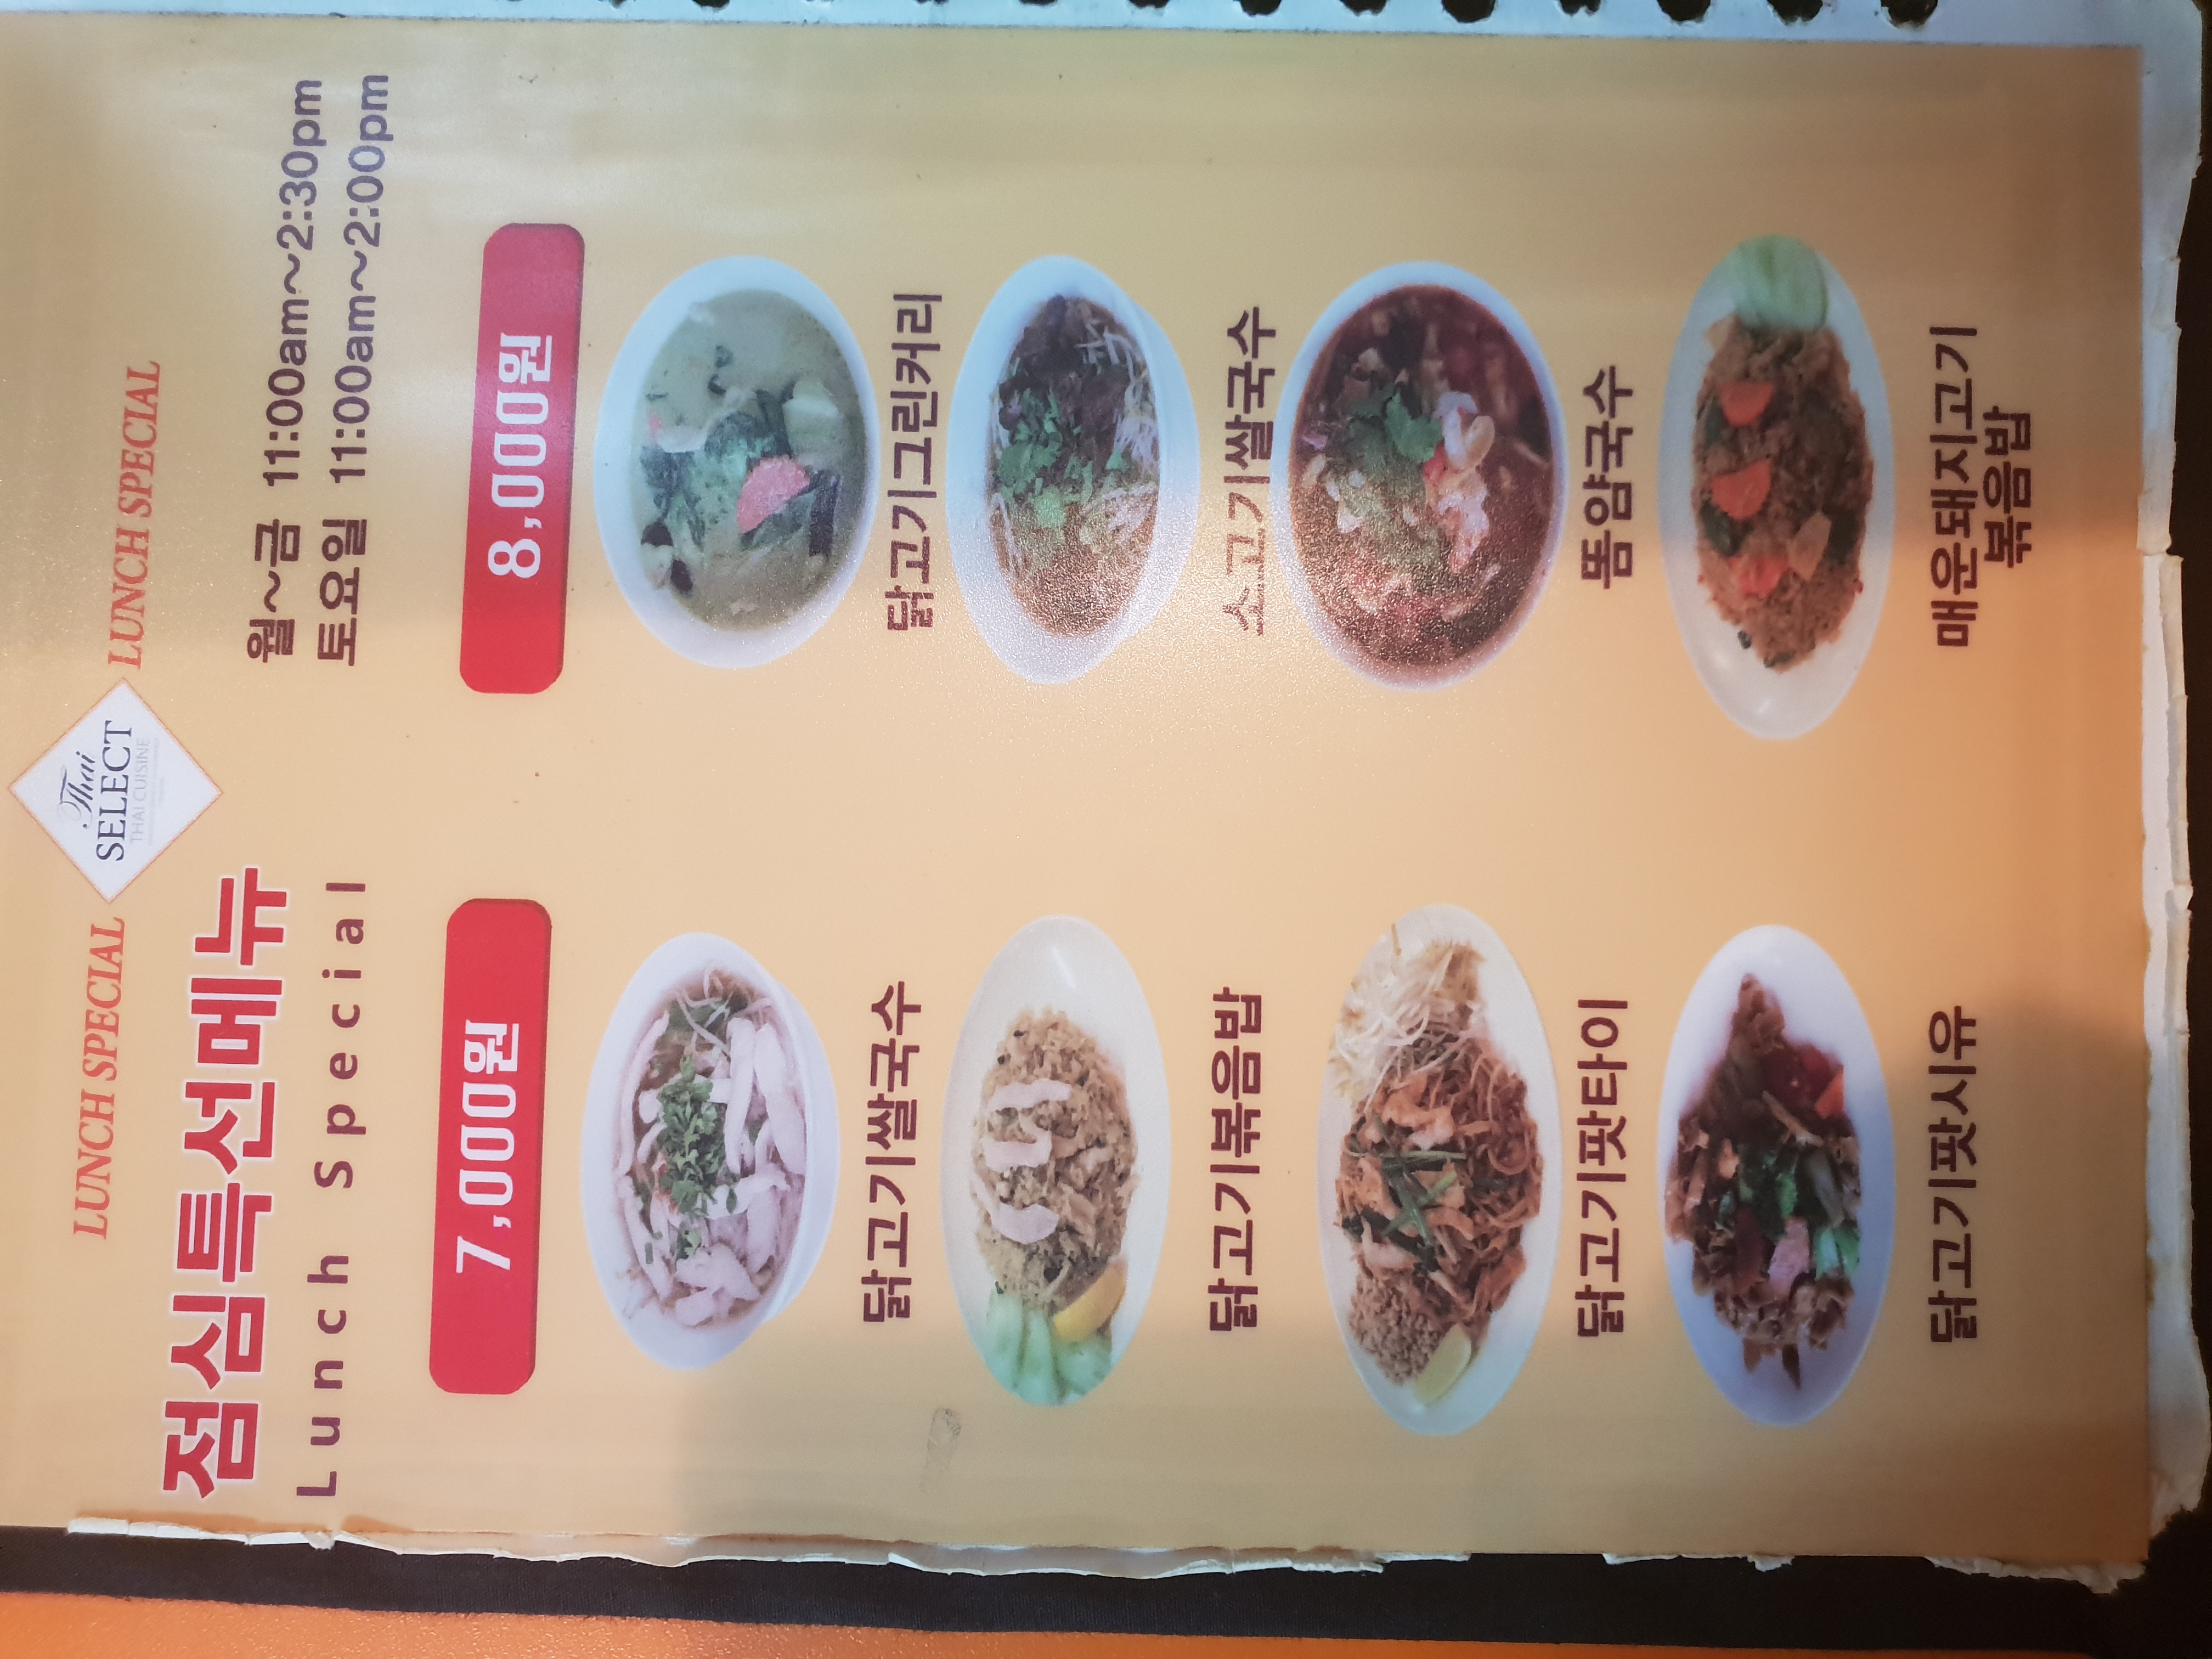 LUNCH SPECIAL
Thai
SELECT
THAI CUISINE
LUNCH SPECIAL
점심특선메뉴
Lunch Special
월~금 11:00am~2:30pm
토요일 11:00am~2:00pm
7,000원
닭고기쌀국수
닭고기볶음밥
닭고기팟타이
닭고기팟시유
8,000원
닭고기그린커리
소고기쌀국수
똠얌국수
매운돼지고기
볶음밥